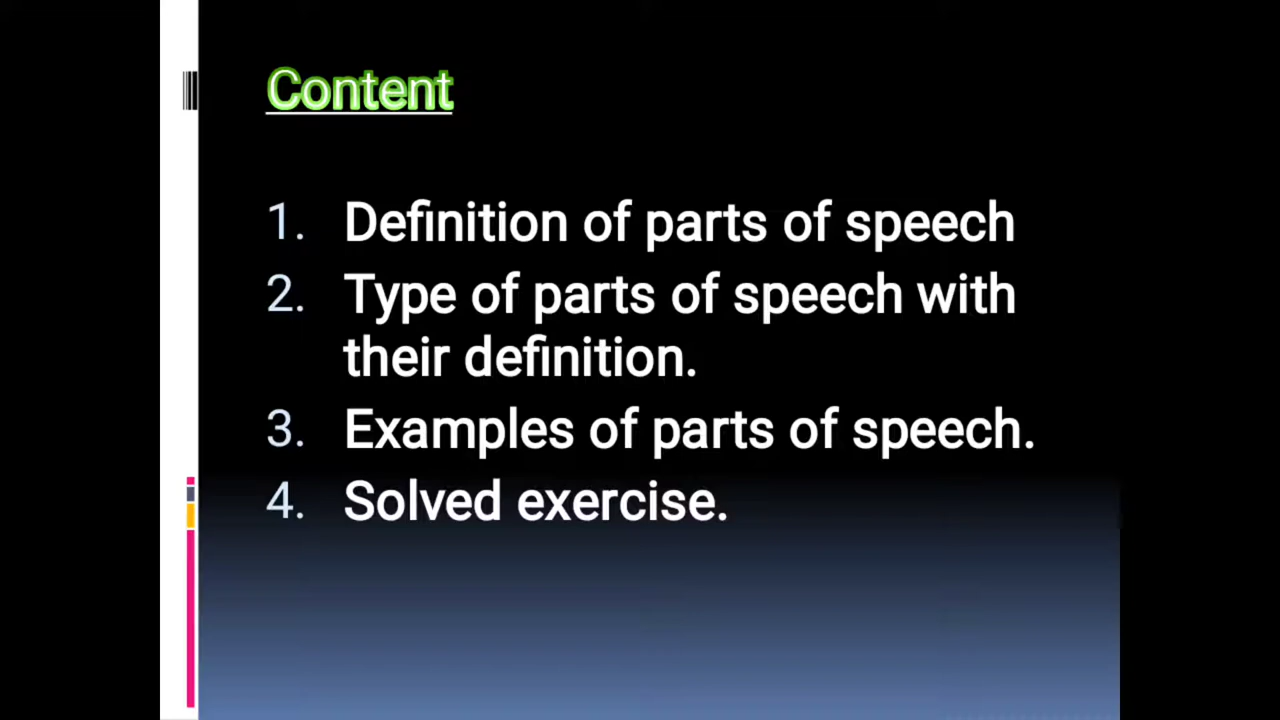 Content
1. Definition of parts of speech
2. Type of parts of speech with
their definition.
3. Examples of parts of speech.
4. Solved exercise.